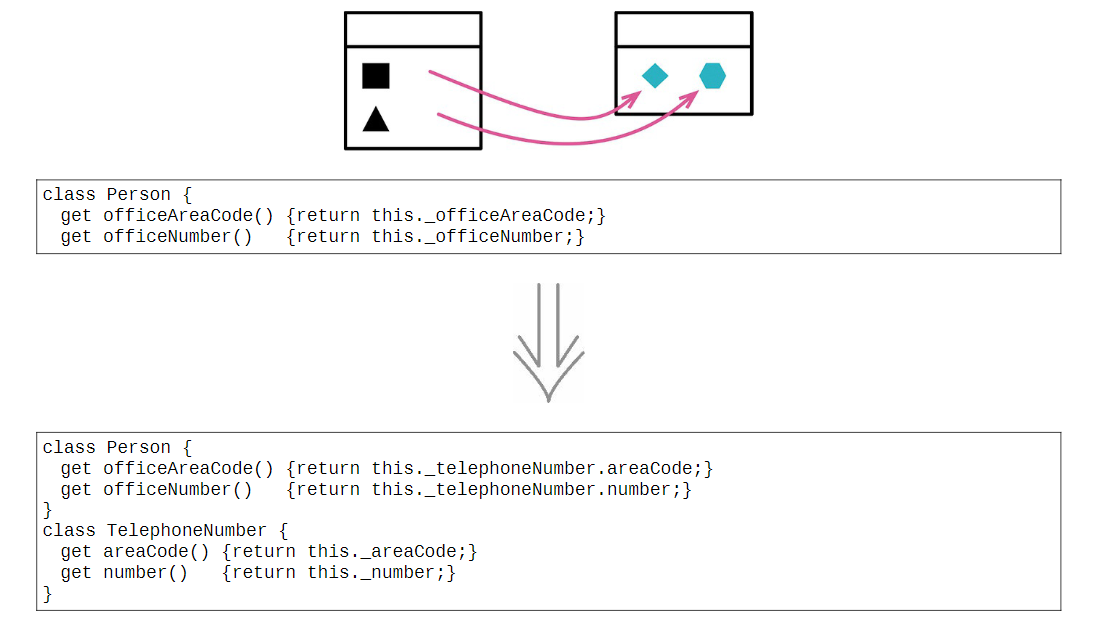 class Person {
  get officeAreaCode() {return this._officeAreaCode;}
  get officeNumber()   {return this._officeNumber;}
class Person {
  get officeAreaCode() {return this._telephoneNumber.areaCode;}
  get officeNumber()   {return this._telephoneNumber.number;}
}
class TelephoneNumber {
  get areaCode() {return this._areaCode;}
  get number()   {return this._number;}
}